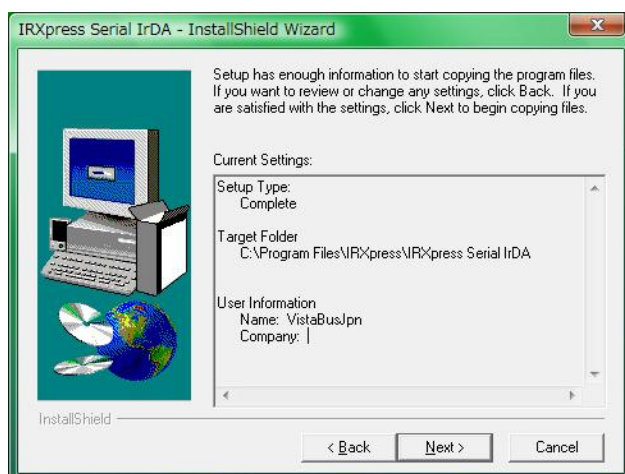 IRXpress Serial IrDA - InstallShield Wizard
Setup has enough information to start copying the program files.
If you want to review or change any settings, click Back.  If you
are satisfied with the settings, click Next to begin copying files.
Current Settings:
Setup Type:
Complete
Target Folder
C:\Program Files\IRXpress\IRXpress Serial IrDA
User Information
Name: VistaBusJpn
Company:
InstallShield
< Back
Next >
Cancel